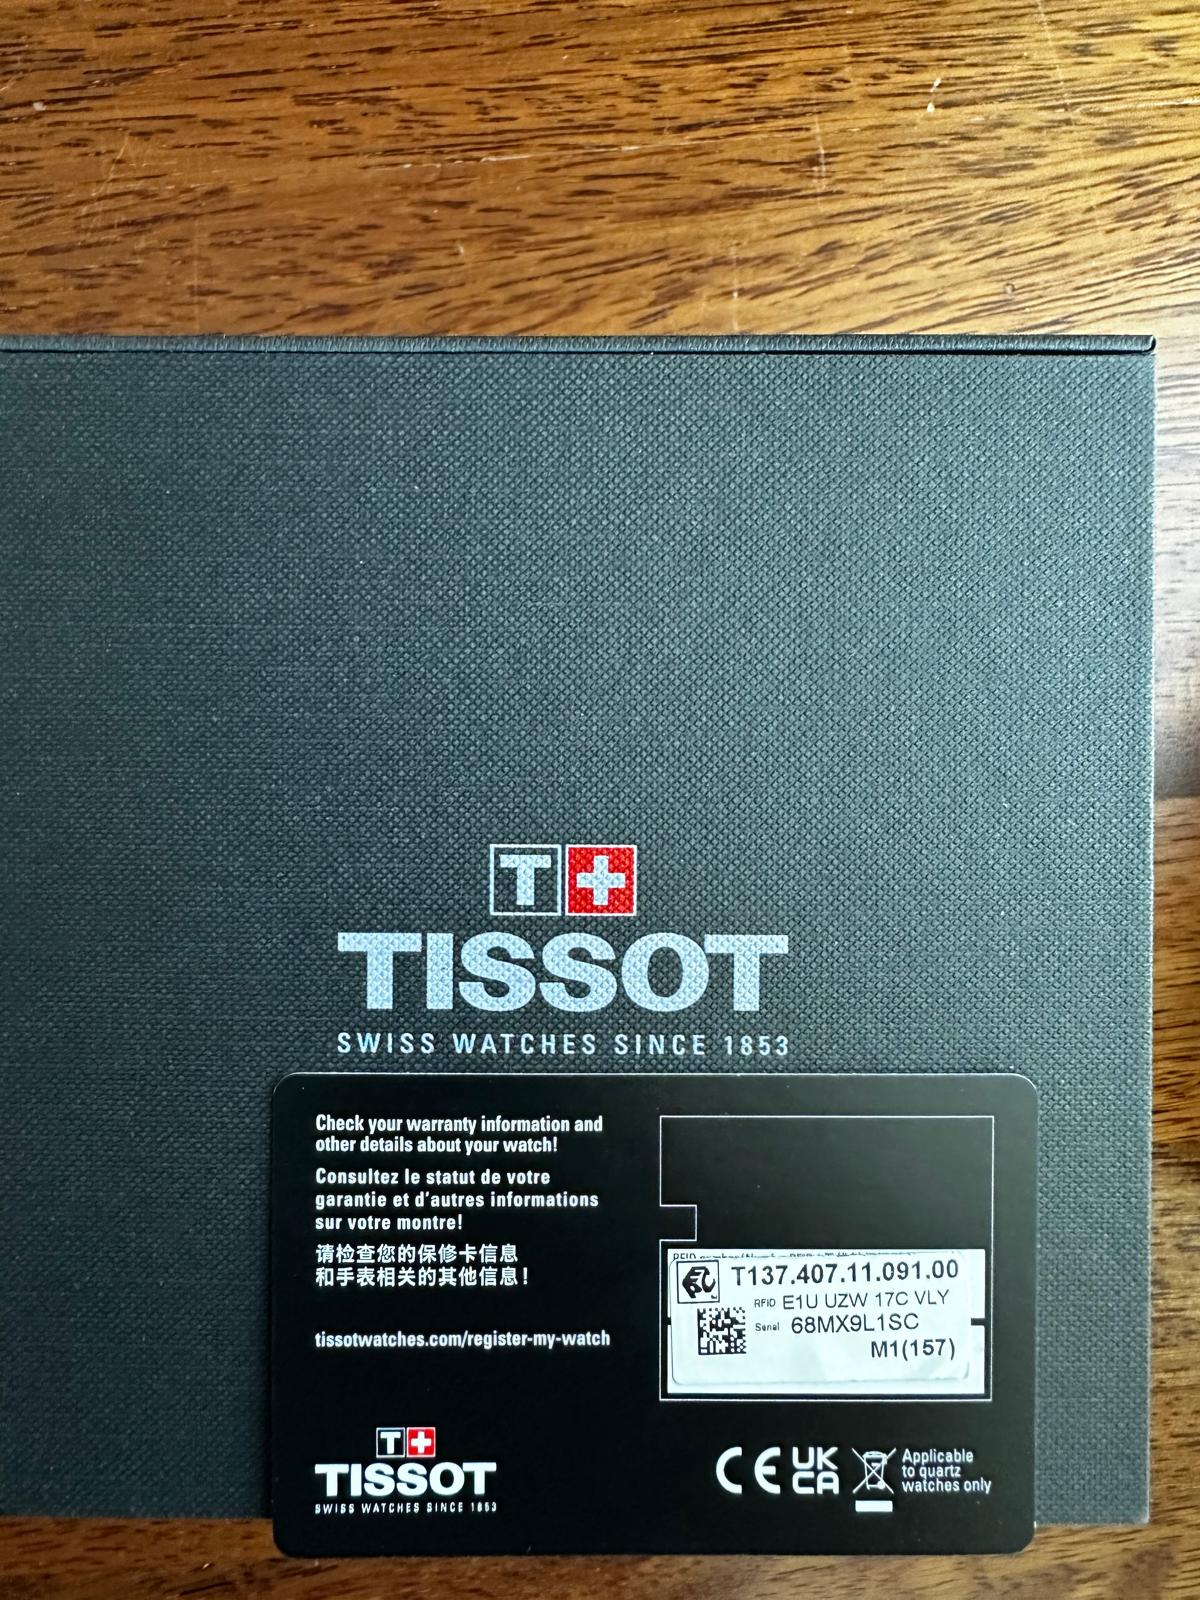 T+
TISSOT
SWISS WATCHES SINCE 1853
Check your warranty information and
other details about your watch!
Consultez le statut de votre
garantie et d'autres informations
sur votre montre!
请检查您的保修卡信息
和手表相关的其他信息！
tissotwatches.com/register-my-watch
T+
TISSOT
SWISS WATCHES SINCE 1853
T137.407.11.091.00
RFID E1U UZW 17C VLY
Serial 68MX9L1SC
M1(157)
CE UK
CA
Applicable
to quartz
watches only